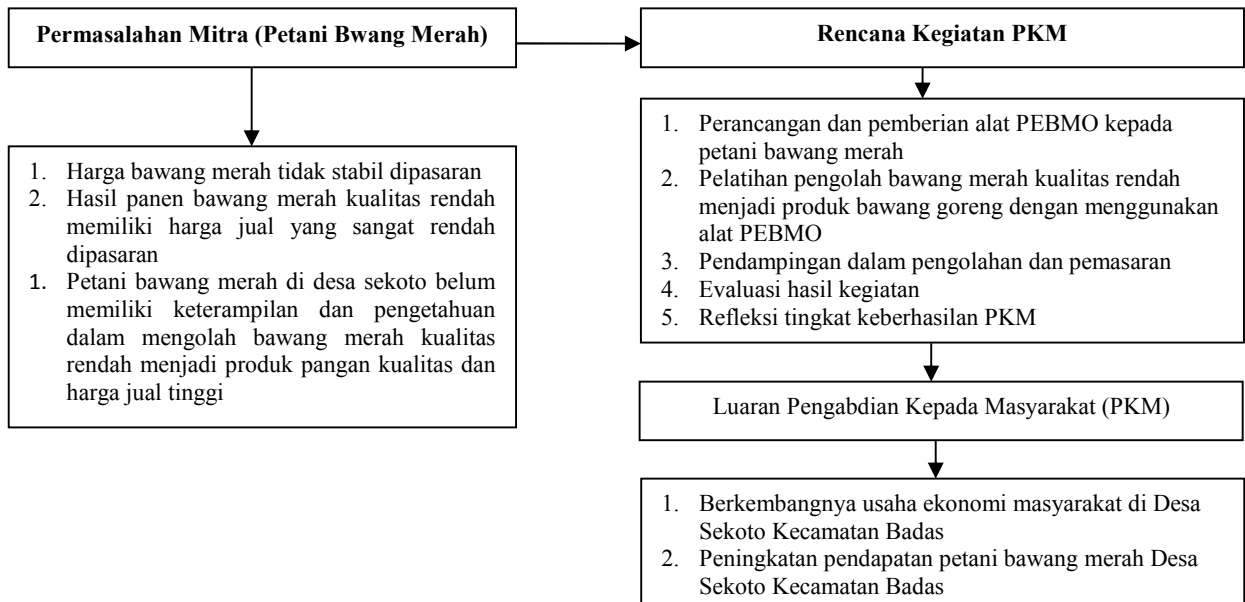 Permasalahan Mitra (Petani Bwang Merah)
1. Harga bawang merah tidak stabil dipasaran
2. Hasil panen bawang merah kualitas rendah
memiliki harga jual yang sangat rendah
dipasaran
1. Petani bawang merah di desa sekoto belum
memiliki keterampilan dan pengetahuan
dalam mengolah bawang merah kualitas
rendah menjadi produk pangan kualitas dan
harga jual tinggi
Rencana Kegiatan PKM
1. Perancangan dan pemberian alat PEBMO kepada
petani bawang merah
2. Pelatihan pengolah bawang merah kualitas rendah
menjadi produk bawang goreng dengan menggunakan
alat PEBMO
3. Pendampingan dalam pengolahan dan pemasaran
4. Evaluasi hasil kegiatan
5. Refleksi tingkat keberhasilan PKM
Luaran Pengabdian Kepada Masyarakat (PKM)
1. Berkembangnya usaha ekonomi masyarakat di Desa
Sekoto Kecamatan Badas
2. Peningkatan pendapatan petani bawang merah Desa
Sekoto Kecamatan Badas